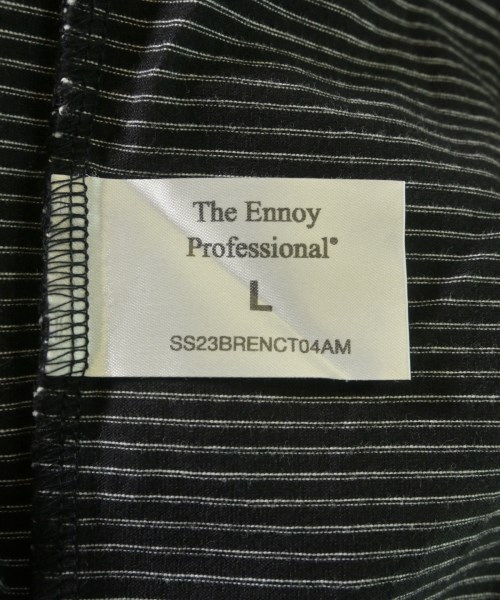 The Ennoy
Professional®
L
SS23BRENCT04AM